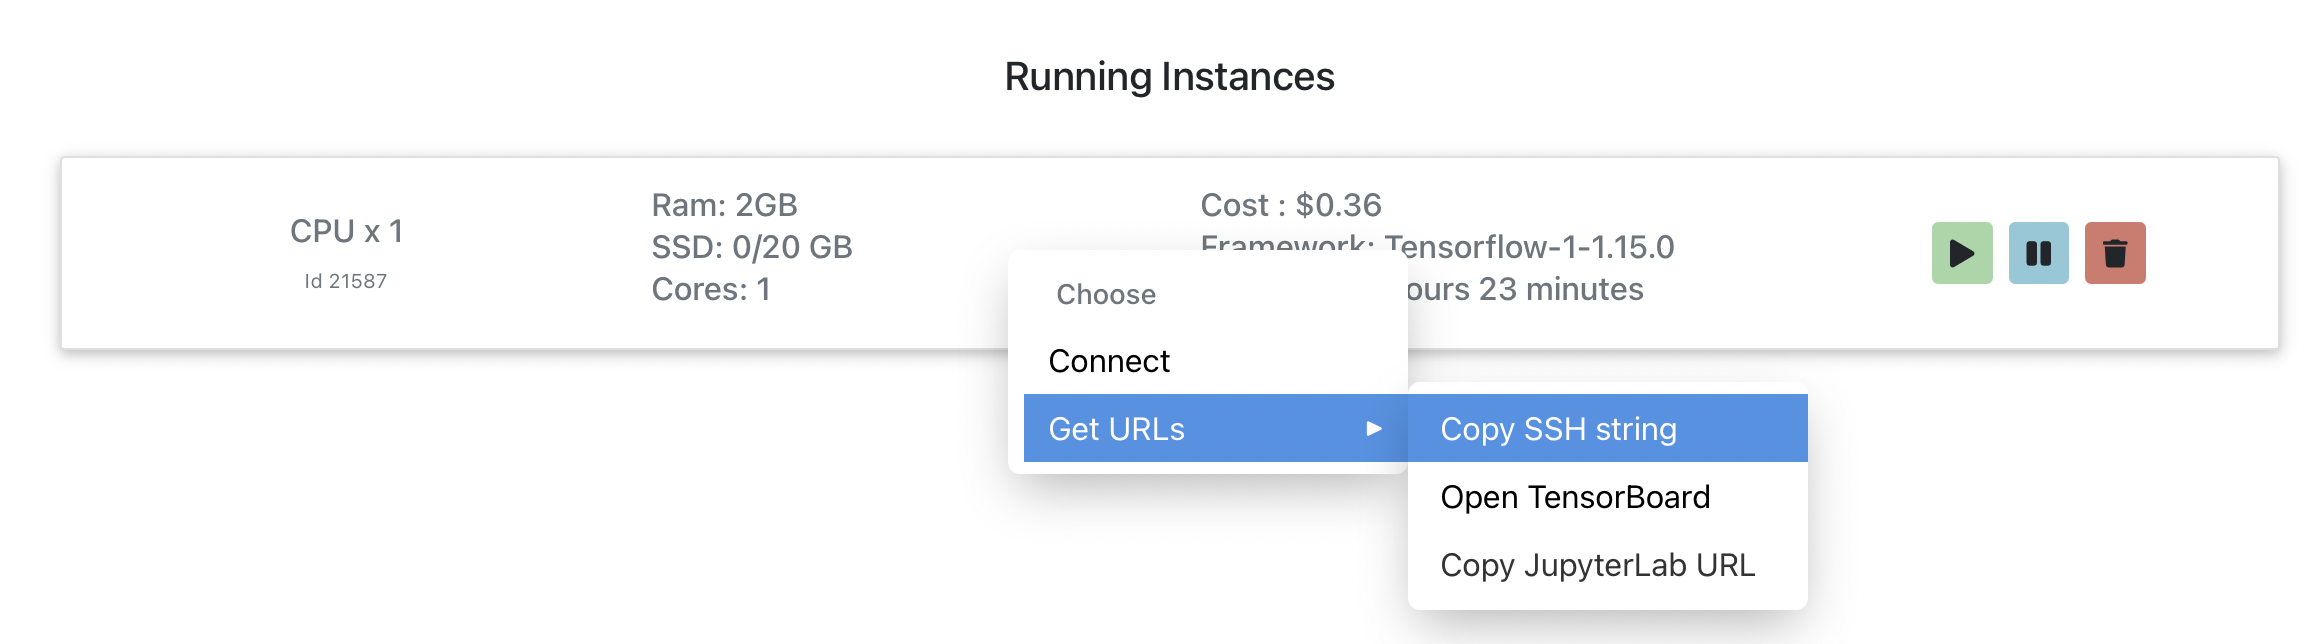 Running Instances
CPU x 1
Id 21587
Ram: 2GB
SSD: 0/20 GB
Cores: 1
Cost : $0.36
Framework: Tensorflow-1-1.15.0
ours 23 minutes
Choose
Connect
Get URLs
Copy SSH string
Open TensorBoard
Copy JupyterLab URL